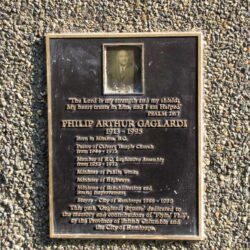 "The Lord is my strength and my shield;
my heart trusts in Him, and I am Helped"
PSALM 28:7
PHILIP ARTHUR GAGLARDI
1913 - 1995
Born in Mission, B.C.
Pastor of Calvary Temple Church
from 1944 - 1972
Member of B.C. Legislative Assembly
from 1952 - 1972
Minister of Public Works
Minister of Highways
Minister of Rehabilitation and
Social Improvement
Mayor - City of Kamloops 1988 - 1990
This park "Gaglardi Square" dedicated to
the memory and contributions of "Flyin' Phil",
by the Province of British Columbia and
the City of Kamloops.